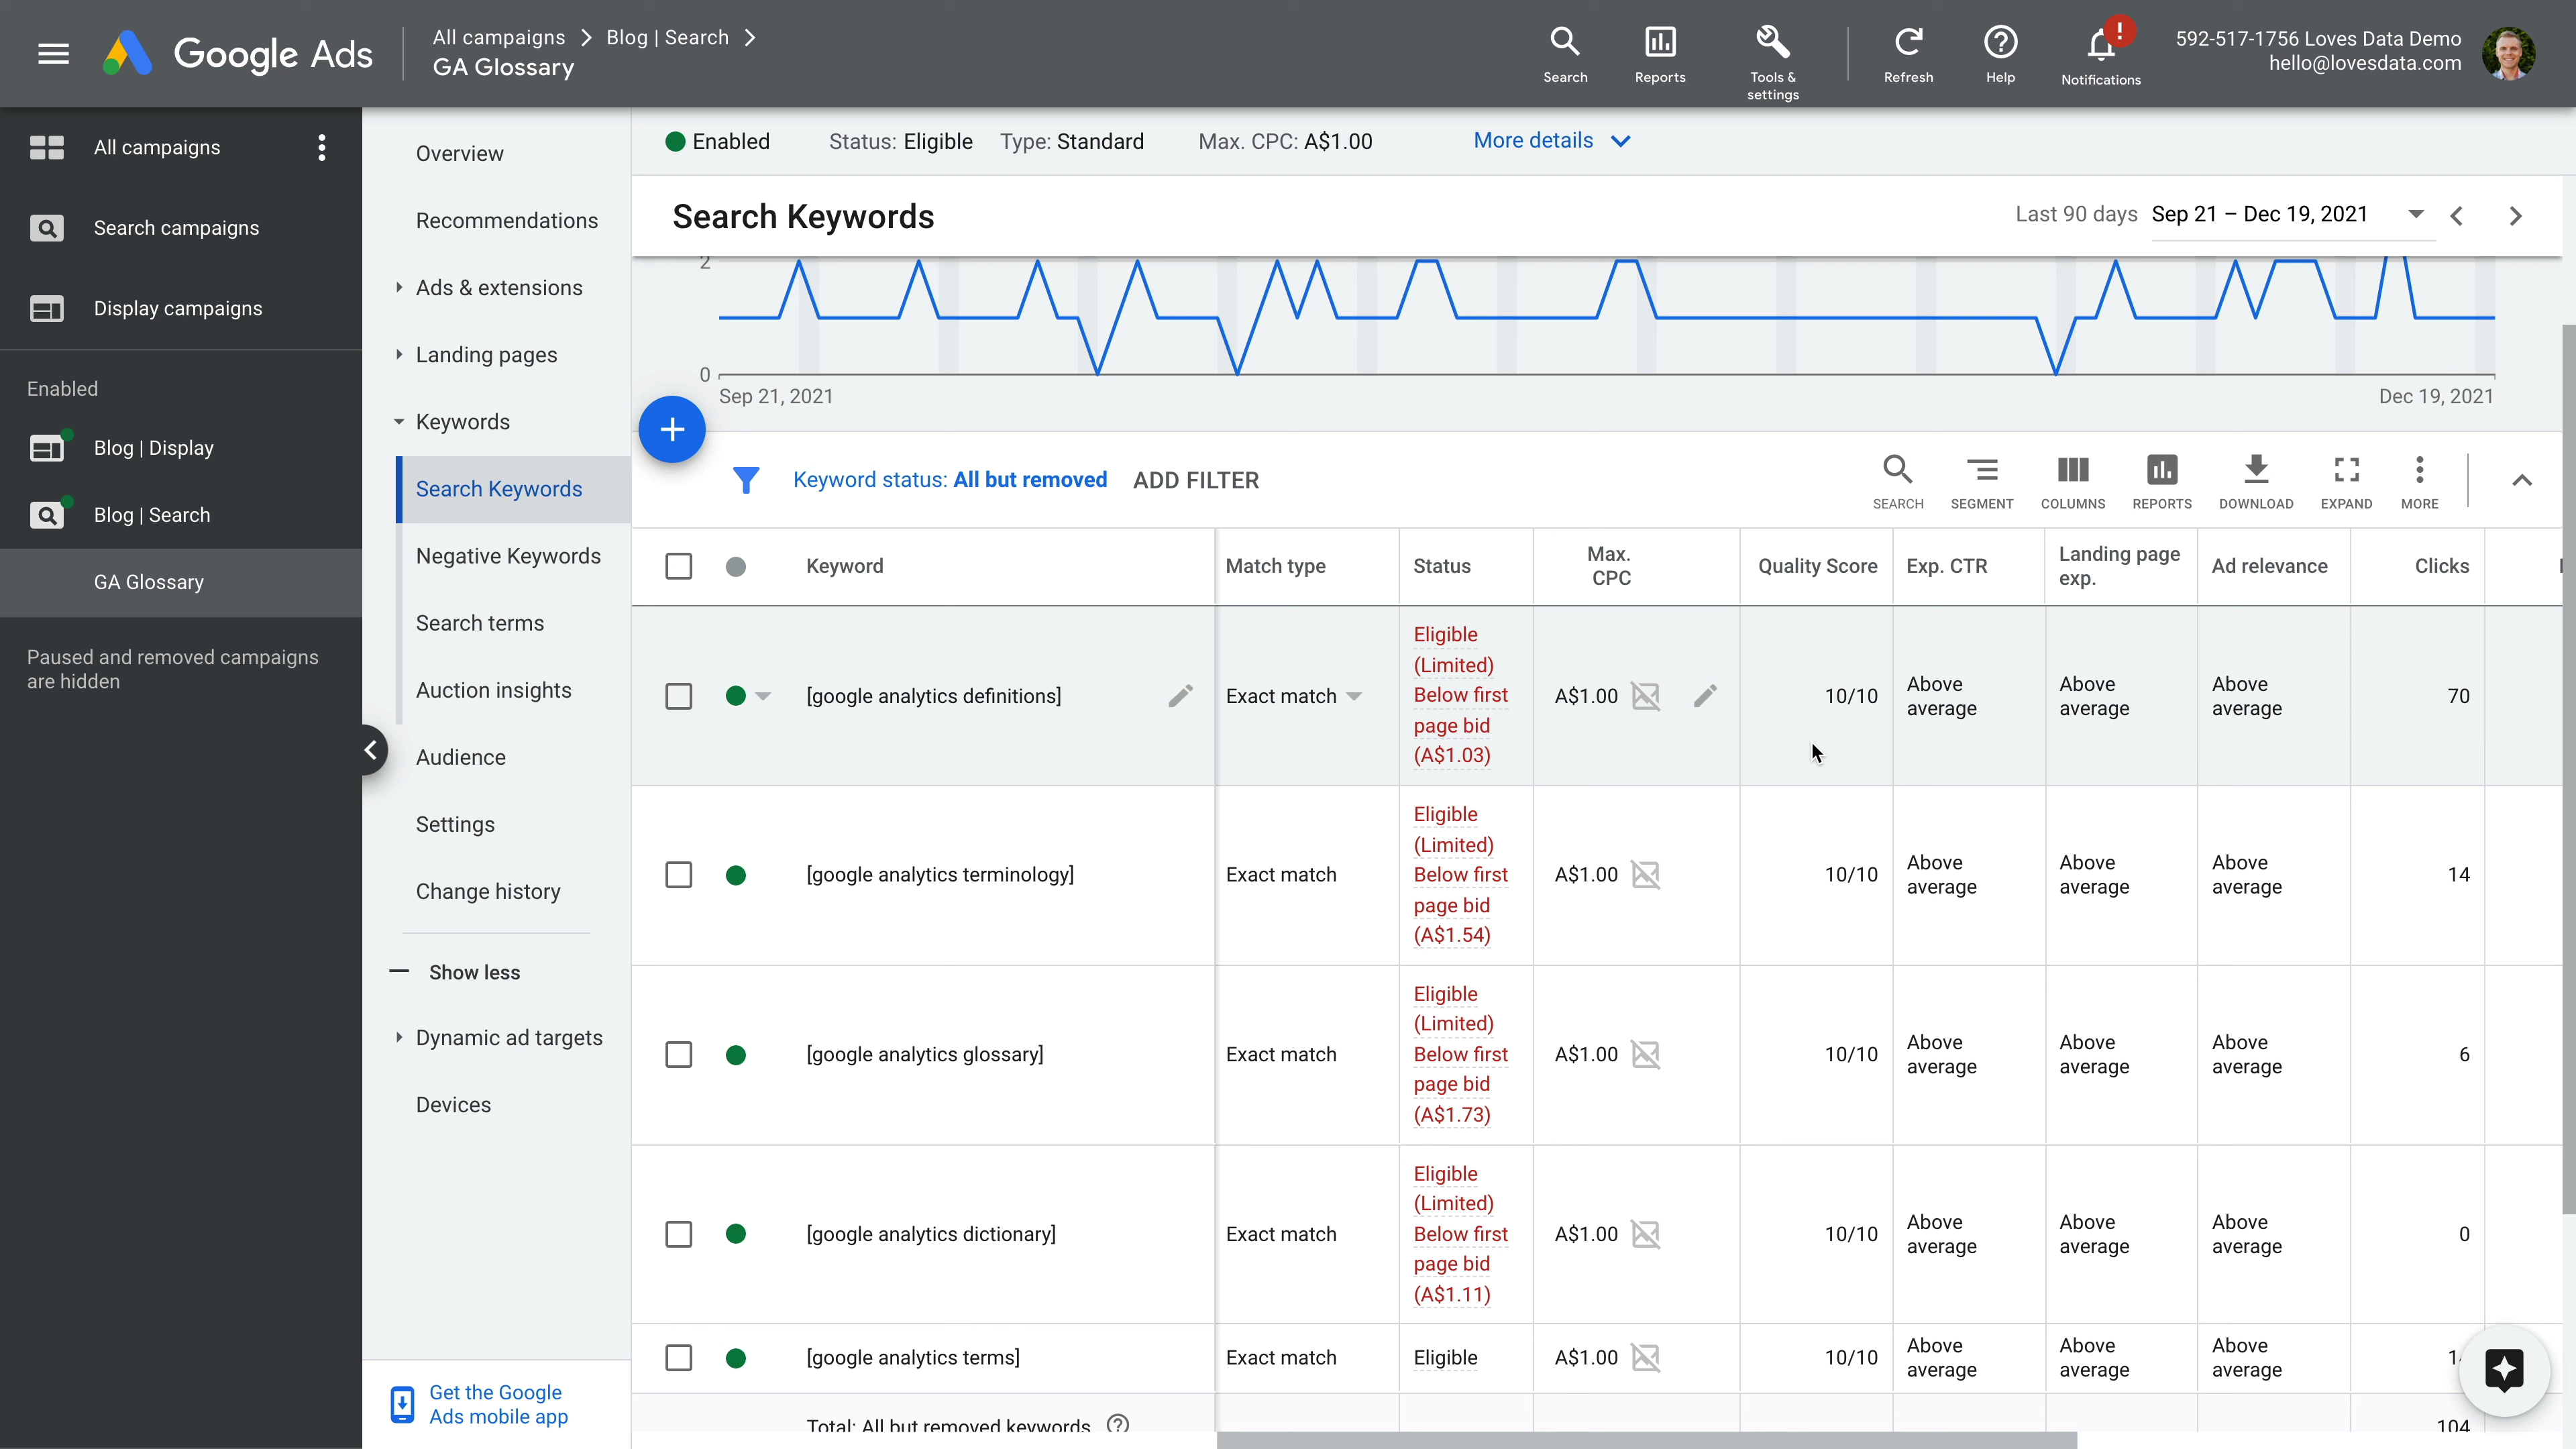 Google Ads
All campaigns > Blog | Search >
GA Glossary
Search
Reports
Tools &
settings
Refresh
Help
!
Notifications
592-517-1756 Loves Data Demo
hello@lovesdata.com
All campaigns
Search campaigns
Display campaigns
Enabled
Blog | Display
Blog | Search
GA Glossary
Paused and removed campaigns
are hidden
Overview
Recommendations
Ads & extensions
Landing pages
Keywords
Search Keywords
Negative Keywords
Search terms
Auction insights
Audience
Settings
Change history
Show less
Dynamic ad targets
Devices
Get the Google
Ads mobile app
Enabled Status: Eligible Type: Standard Max. CPC: A$1.00 More details
Search Keywords
Last 90 days Sep 21 – Dec 19, 2021
2
0
Sep 21, 2021
Dec 19, 2021
Keyword status: All but removed ADD FILTER
SEARCH
SEGMENT
COLUMNS
REPORTS
DOWNLOAD
EXPAND
MORE
Keyword
Match type
Status
Max.
CPC
Quality Score
Exp. CTR
Landing page
exp.
Ad relevance
Clicks
[google analytics definitions]
Exact match
Eligible
(Limited)
Below first
page bid
(A$1.03)
A$1.00
10/10
Above
average
Above
average
Above
average
70
[google analytics terminology]
Exact match
Eligible
(Limited)
Below first
page bid
(A$1.54)
A$1.00
10/10
Above
average
Above
average
Above
average
14
[google analytics glossary]
Exact match
Eligible
(Limited)
Below first
page bid
(A$1.73)
A$1.00
10/10
Above
average
Above
average
Above
average
6
[google analytics dictionary]
Exact match
Eligible
(Limited)
Below first
page bid
(A$1.11)
A$1.00
10/10
Above
average
Above
average
Above
average
0
[google analytics terms]
Exact match
Eligible
A$1.00
10/10
Above
average
Above
average
Above
average
Total: All but removed keywords
104